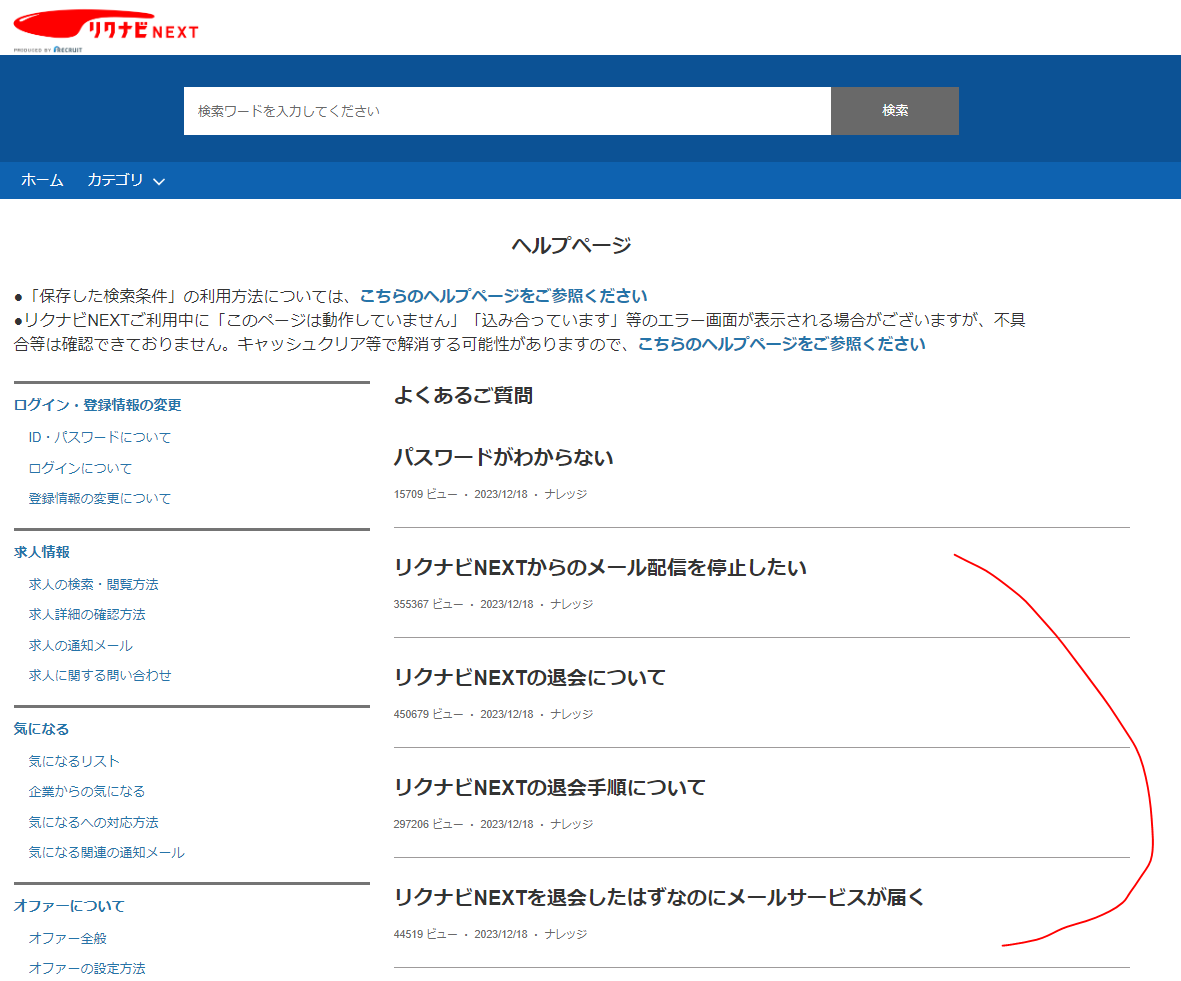 リクナビNEXT
PRODUCED BY RECRUIT
検索ワードを入力してください
検索
ホーム カテゴリ
ヘルプページ
●「保存した検索条件」の利用方法については、こちらのヘルプページをご参照ください
●リクナビNEXTご利用中に「このページは動作していません」「込み合っています」等のエラー画面が表示される場合がございますが、不具
合等は確認できておりません。キャッシュクリア等で解消する可能性がありますので、こちらのヘルプページをご参照ください
ログイン・登録情報の変更
ID・パスワードについて
ログインについて
登録情報の変更について
求人情報
求人の検索・閲覧方法
求人詳細の確認方法
求人の通知メール
求人に関する問い合わせ
気になる
気になるリスト
企業からの気になる
気になるへの対応方法
気になる関連の通知メール
オファーについて
オファー全般
オファーの設定方法
よくあるご質問
パスワードがわからない
15709 ビュー ・ 2023/12/18 ・ ナレッジ
リクナビNEXTからのメール配信を停止したい
355367 ビュー ・ 2023/12/18 ・ ナレッジ
リクナビNEXTの退会について
450679 ビュー ・ 2023/12/18 ・ ナレッジ
リクナビNEXTの退会手順について
297206 ビュー ・ 2023/12/18 ・ ナレッジ
リクナビNEXTを退会したはずなのにメールサービスが届く
44519 ビュー ・ 2023/12/18 ・ ナレッジ